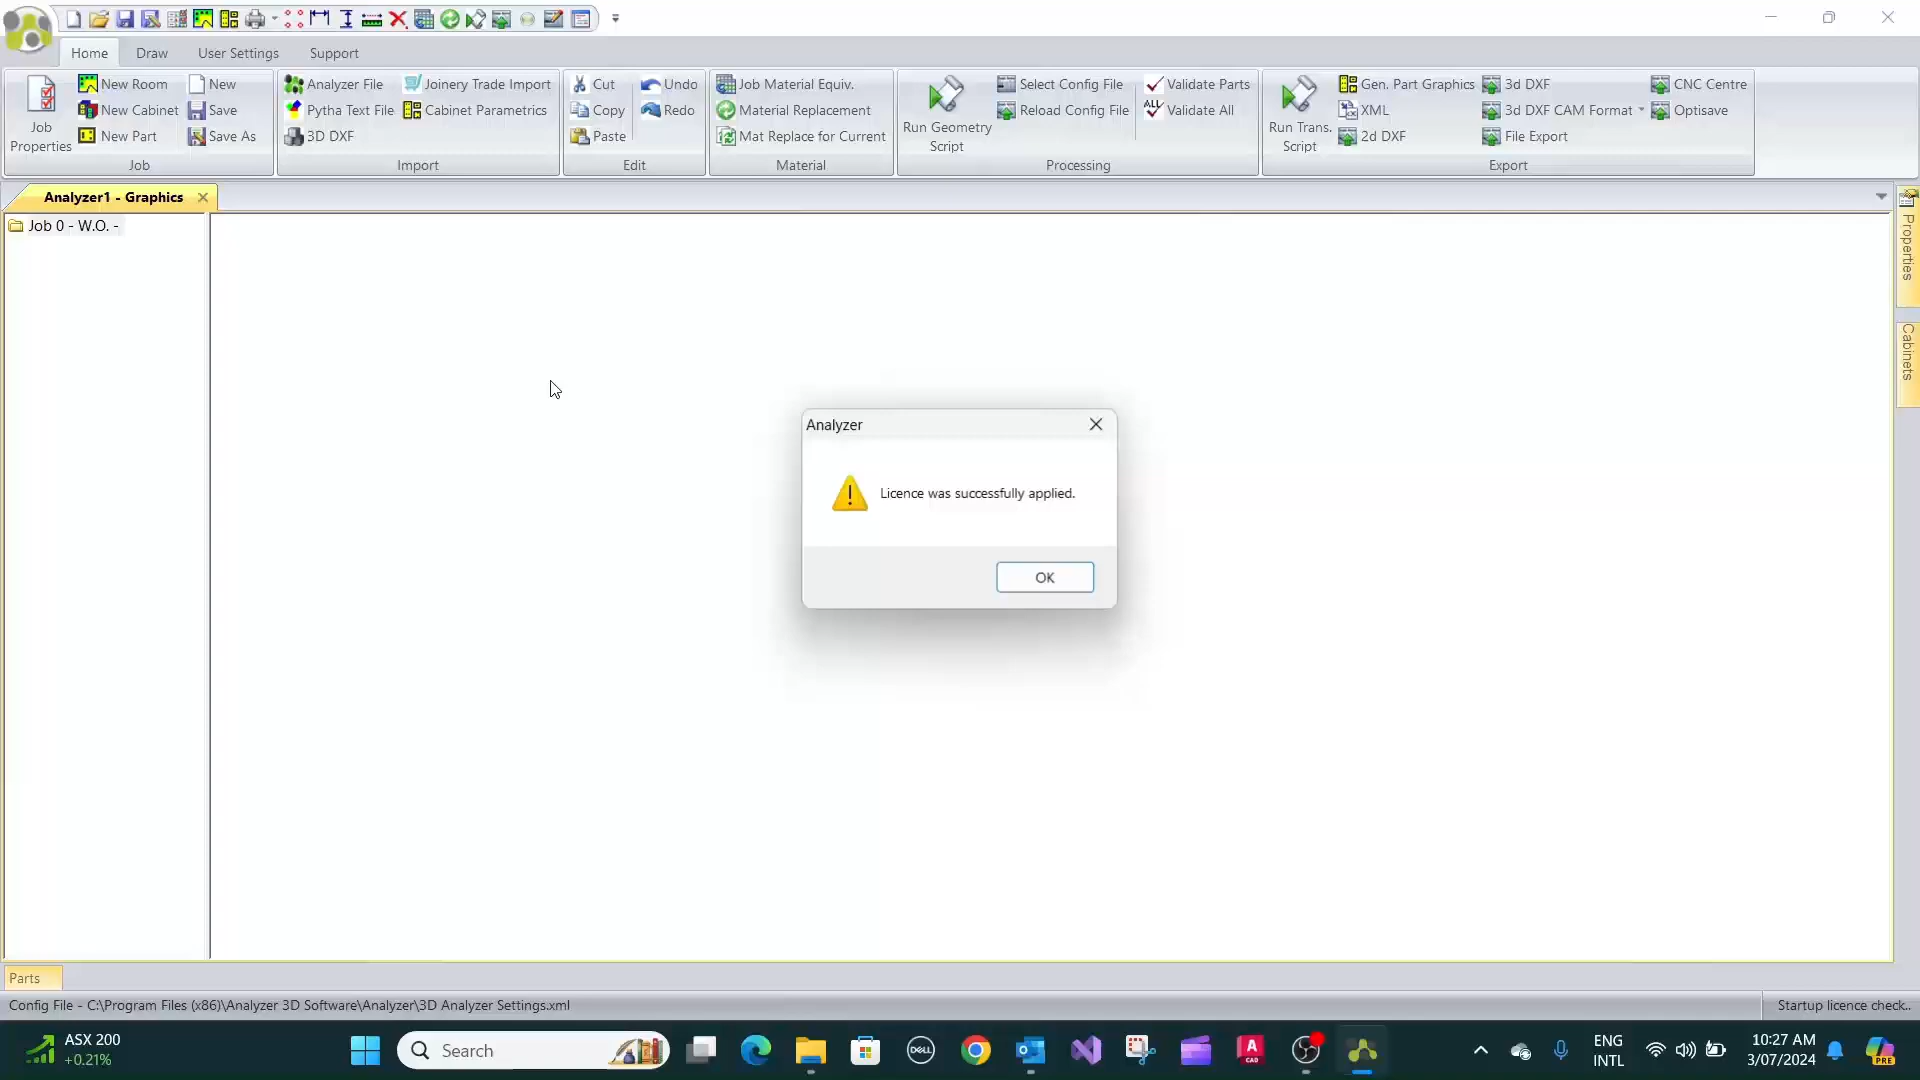 Home
Draw
User Settings
Support
Job
Properties
New Room
New Cabinet
New Part
New
Save
Save As
Job
Analyzer File
Pytha Text File
3D DXF
Joinery Trade Import
Cabinet Parametrics
Import
Cut
Copy
Paste
Undo
Redo
Edit
Job Material Equiv.
Material Replacement
Mat Replace for Current
Material
Run Geometry
Script
Select Config File
Reload Config File
Validate Parts
ALL
Validate All
Processing
Run Trans.
Script
Gen. Part Graphics
XML
2d DXF
3d DXF
3d DXF CAM Format
File Export
CNC Centre
Optisave
Export
Analyzer1 - Graphics
Job 0 - W.O. -
Properties
Cabinets
Analyzer
Licence was successfully applied.
OK
Parts
Config File - C:\Program Files (x86)\Analyzer 3D Software\Analyzer\3D Analyzer Settings.xml
Startup licence check..
ASX 200
+0.21%
Search
DELL
A
CAD
ENG
INTL
10:27 AM
3/07/2024
PRE